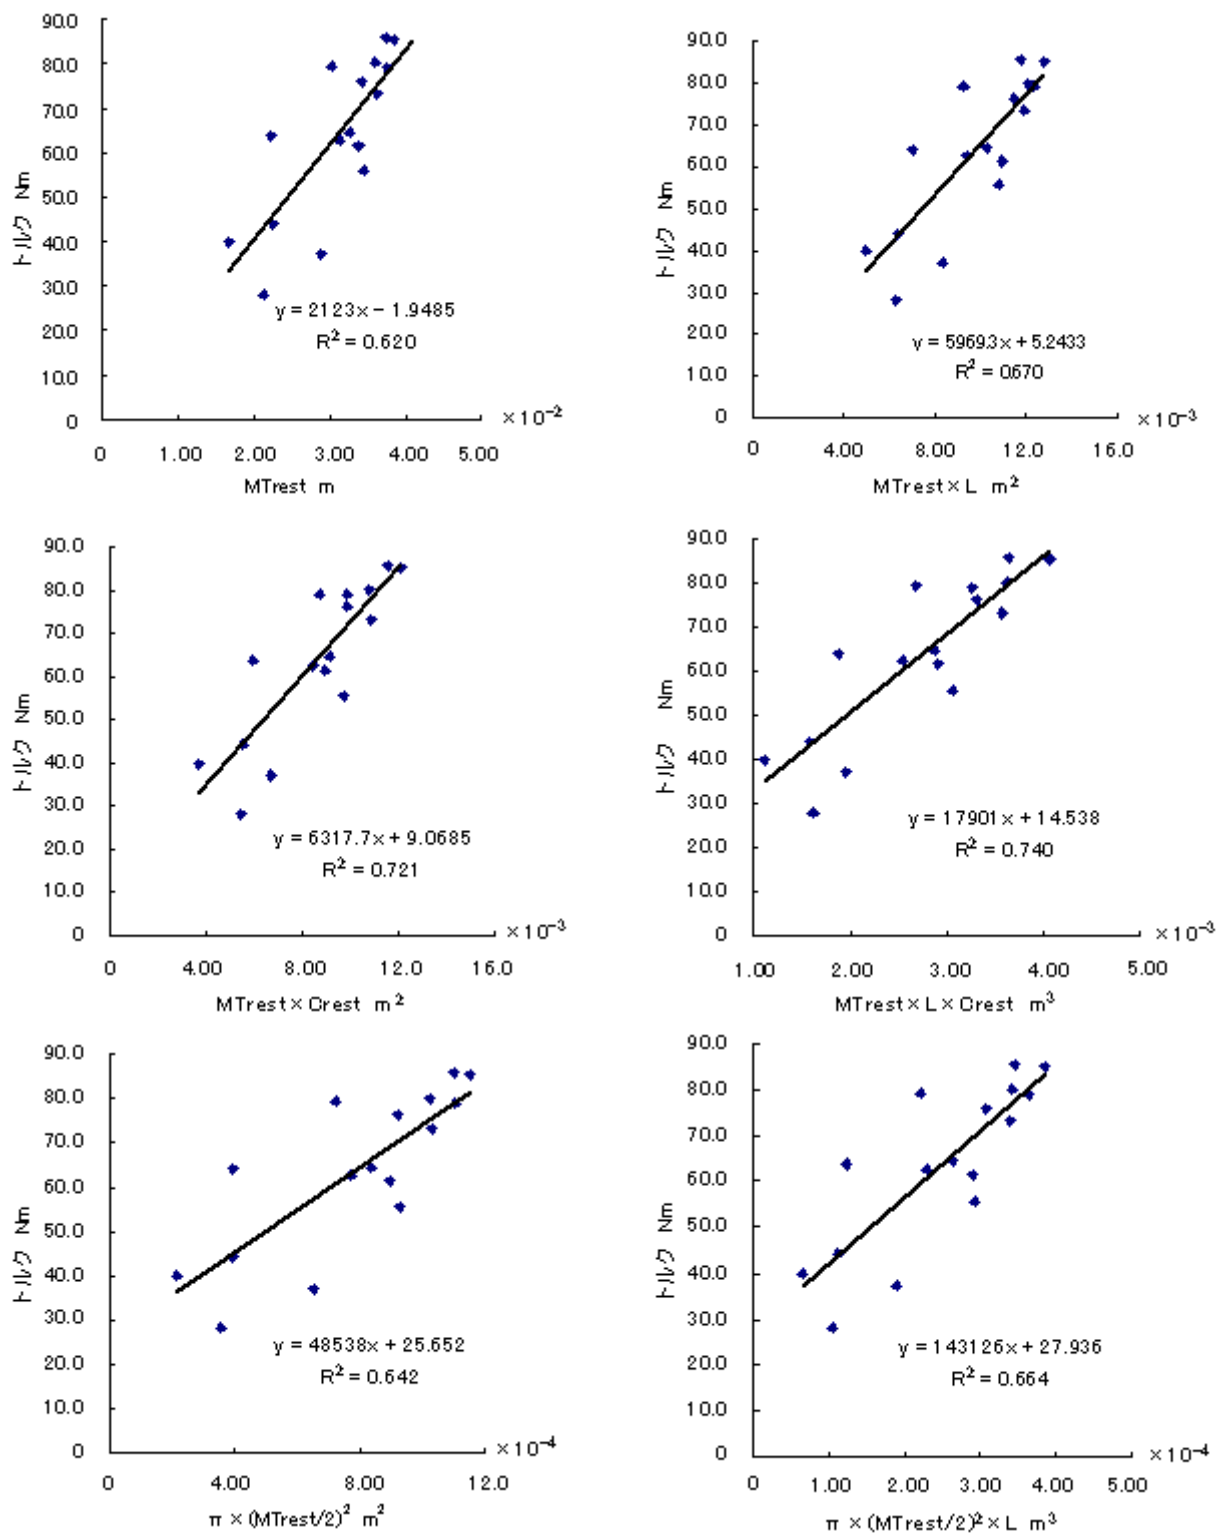 90.0
80.0
70.0
60.0
50.0
40.0
30.0
20.0
10.0
0
トルク Nm
y = 2123x − 1.9485
R² = 0.620
×10⁻²
0 1.00 2.00 3.00 4.00 5.00
MTrest m
90.0
80.0
70.0
60.0
50.0
40.0
30.0
20.0
10.0
0
トルク Nm
y = 5969.3x + 5.2433
R² = 0.670
×10⁻³
0 4.00 8.00 12.0 16.0
MTrest × L m²
90.0
80.0
70.0
60.0
50.0
40.0
30.0
20.0
10.0
0
トルク Nm
y = 6317.7x + 9.0685
R² = 0.721
×10⁻³
0 4.00 8.00 12.0 16.0
MTrest × Crest m²
90.0
80.0
70.0
60.0
50.0
40.0
30.0
20.0
10.0
0
トルク Nm
y = 17901x + 14.538
R² = 0.740
×10⁻³
1.00 2.00 3.00 4.00 5.00
MTrest × L × Crest m³
90.0
80.0
70.0
60.0
50.0
40.0
30.0
20.0
10.0
0
トルク Nm
y = 48538x + 25.652
R² = 0.642
×10⁻⁴
0 4.00 8.00 12.0
π × (MTrest/2)² m²
90.0
80.0
70.0
60.0
50.0
40.0
30.0
20.0
10.0
0
トルク Nm
y = 143126x + 27.936
R² = 0.664
×10⁻⁴
0 1.00 2.00 3.00 4.00 5.00
π × (MTrest/2)² × L m³